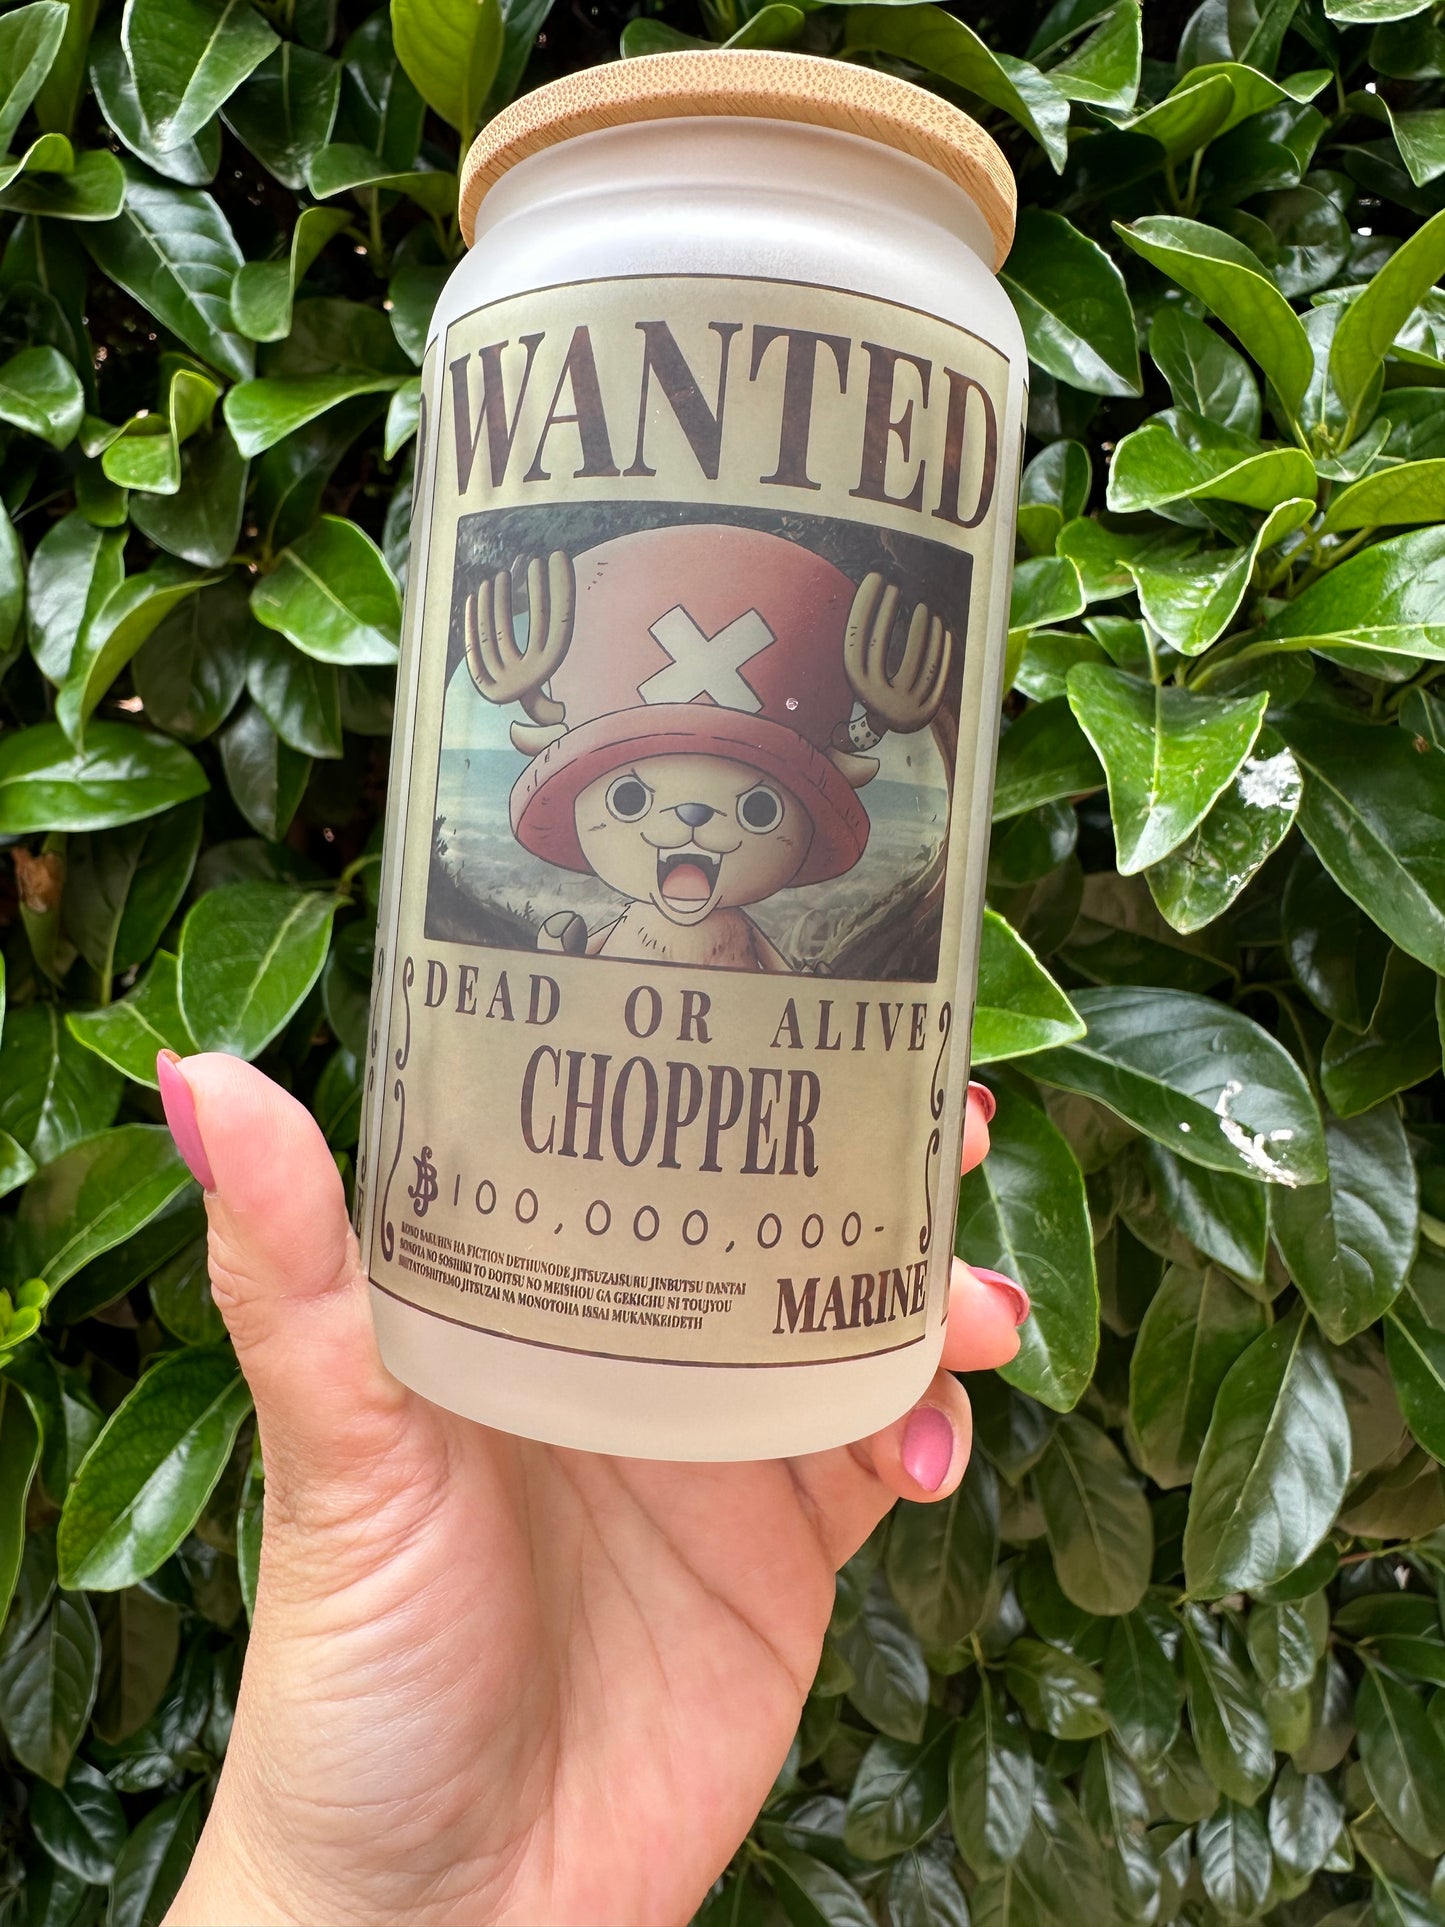 WANTED
DEAD OR ALIVE
CHOPPER
฿100,000,000-
KONO SAKUHIN HA FICTION DETHUNODE JITSUZAISURU JINBUTSU DANTAI
SONOTA NO SOSHIKI TO DOITSU NO MEISHOU GA GEKICHU NI TOUJYOU
SHITATOSHITEMO JITSUZAI NA MONOTOHA ISSAI MUKANKEIDETH
MARINE